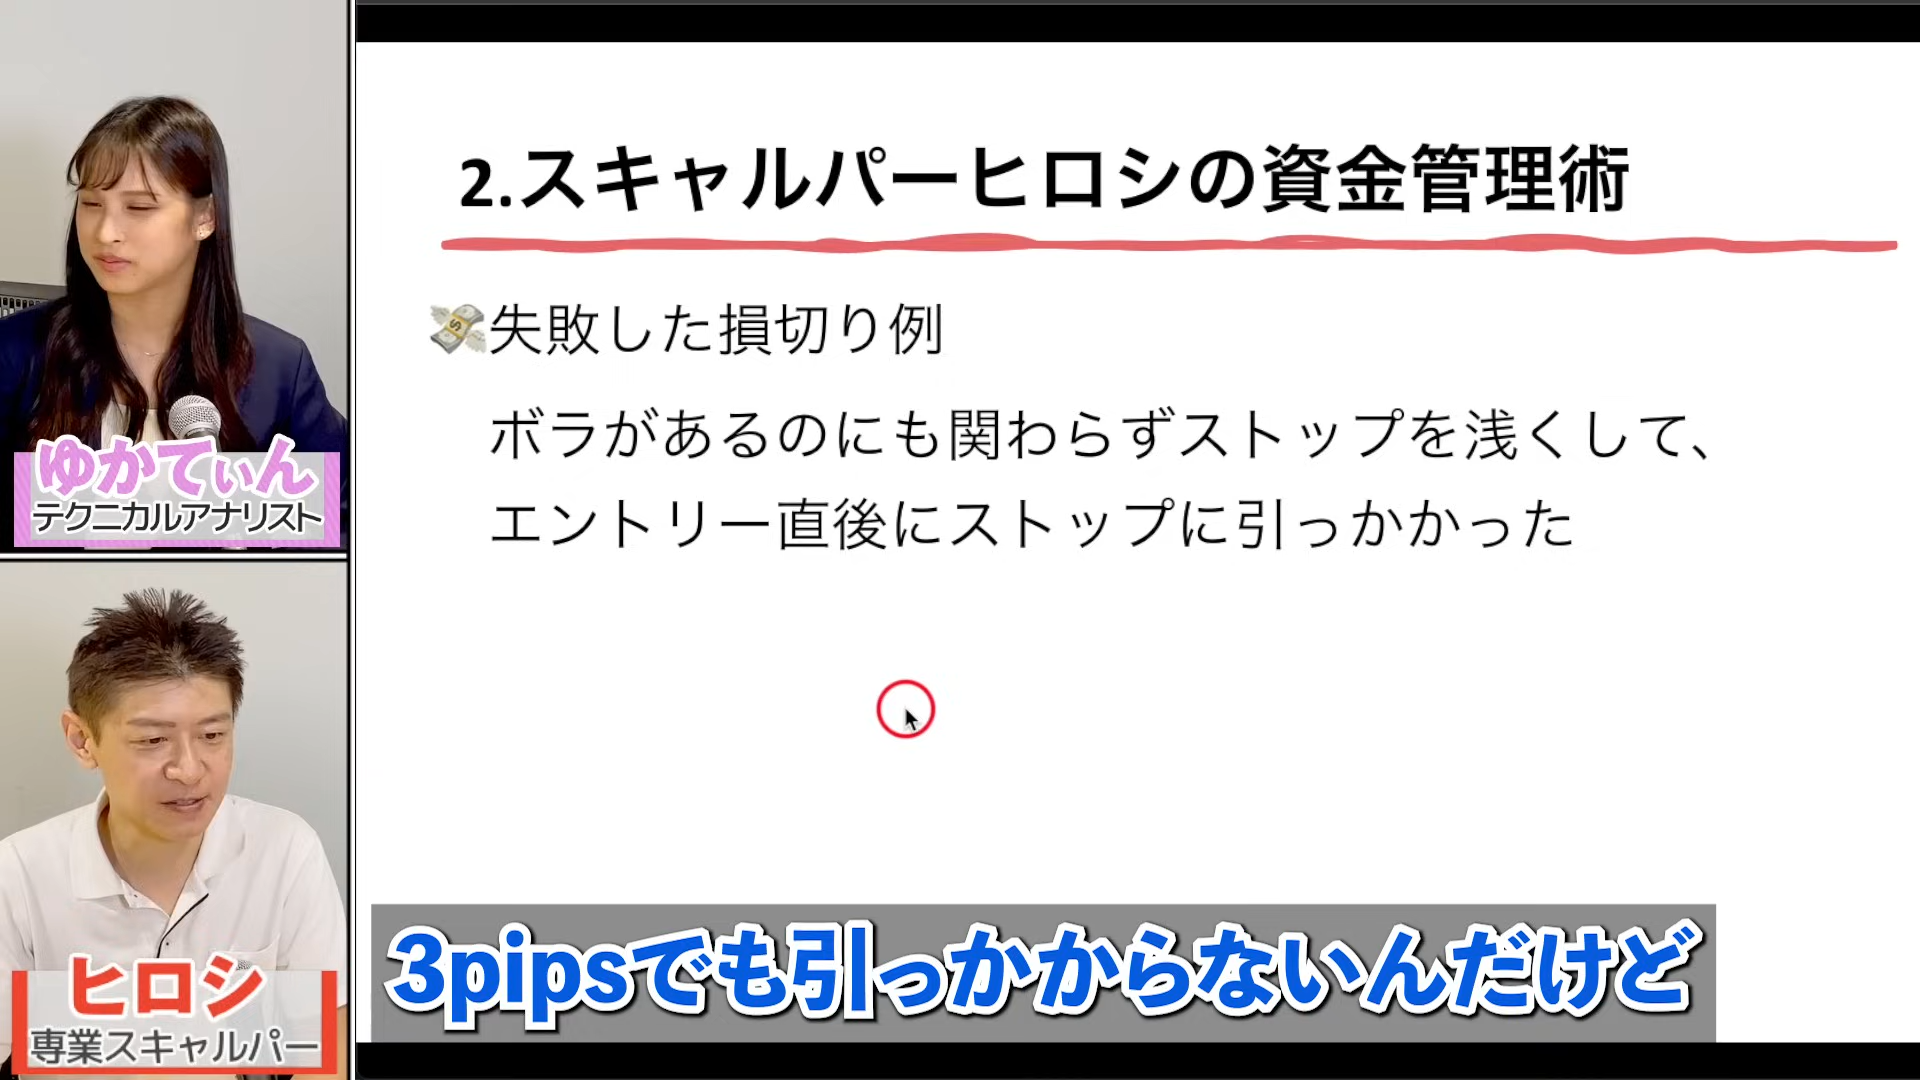 2.スキャルパーヒロシの資金管理術
失敗した損切り例
ボラがあるのにも関わらずストップを浅くして、
エントリー直後にストップに引っかかった
ゆかてぃん
テクニカルアナリスト
ヒロシ
専業スキャルパー
3pipsでも引っかからないんだけど